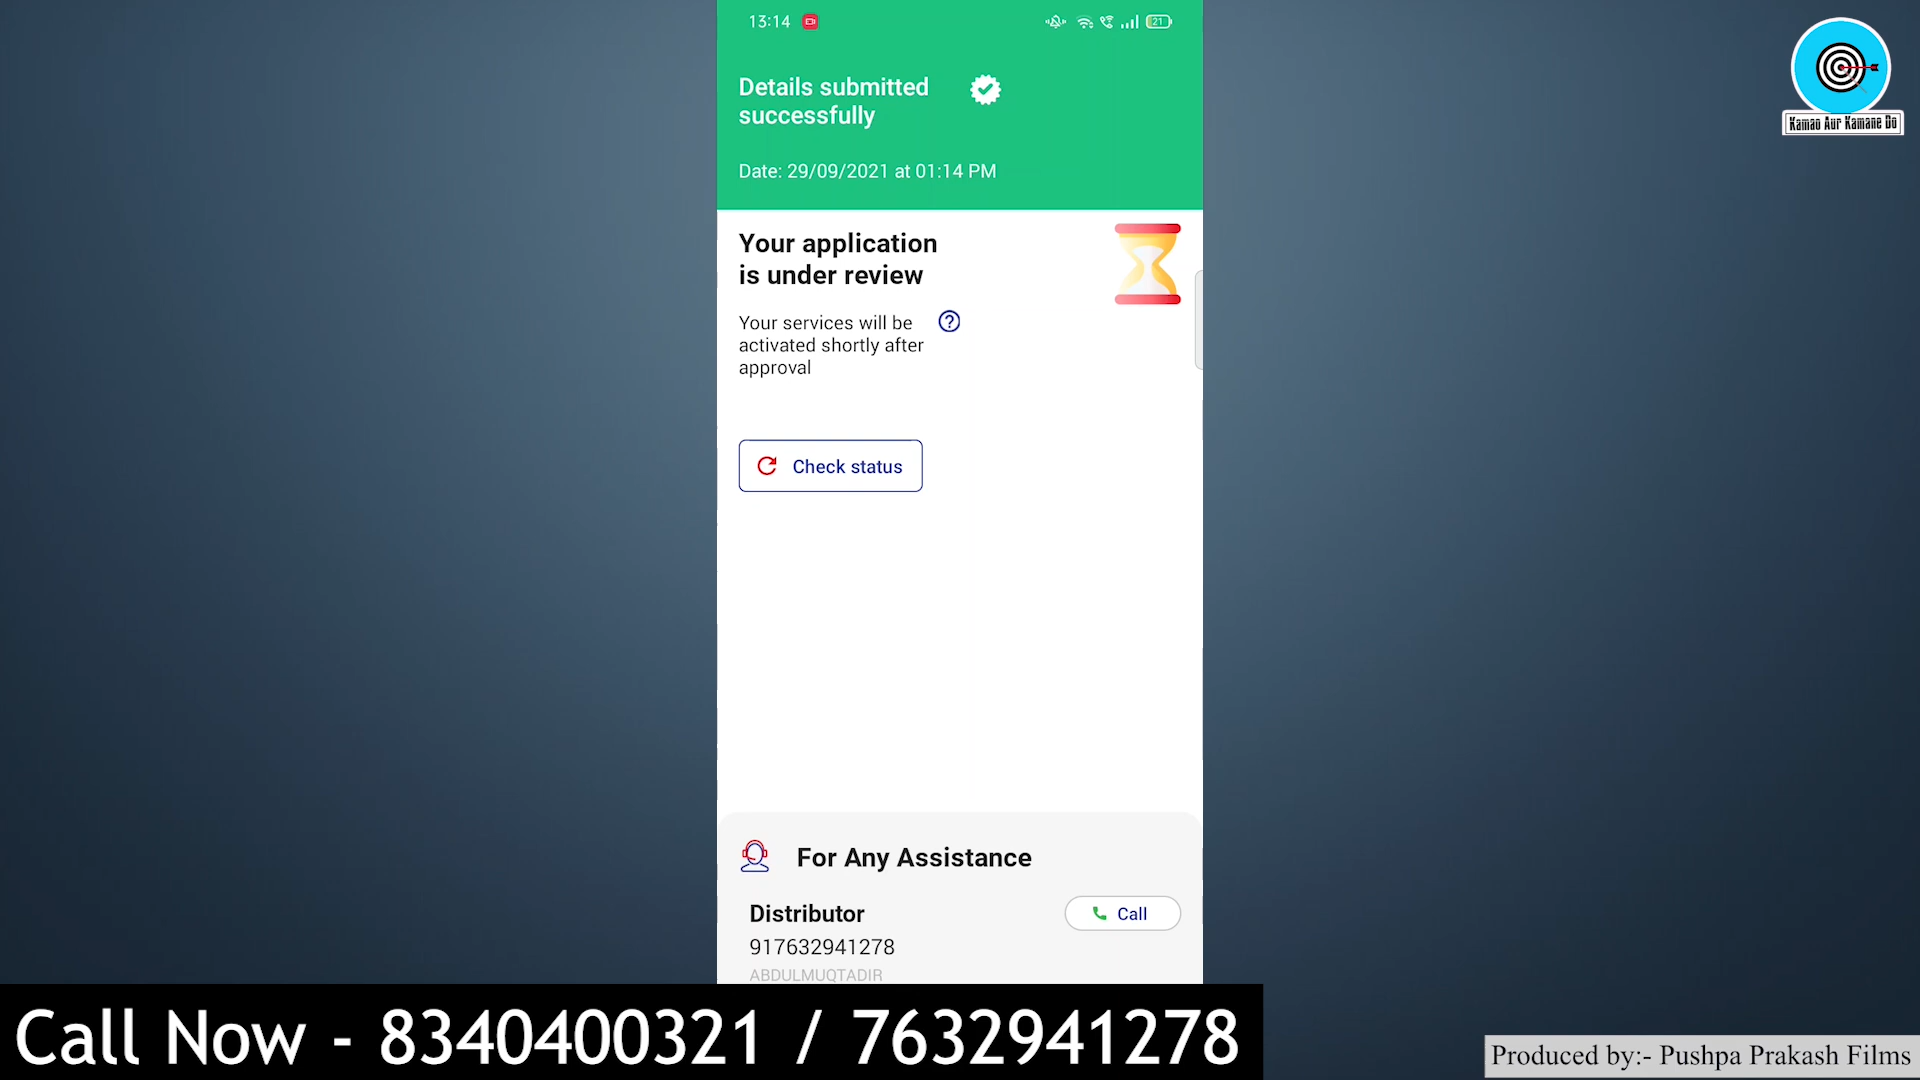 13:14
21
Details submitted
successfully
Date: 29/09/2021 at 01:14 PM
Your application
is under review
Your services will be
activated shortly after
approval
Check status
For Any Assistance
Distributor
Call
917632941278
ABDULMUQTADIR
Kamao Aur Kamane Do
Call Now - 8340400321 / 7632941278
Produced by:- Pushpa Prakash Films